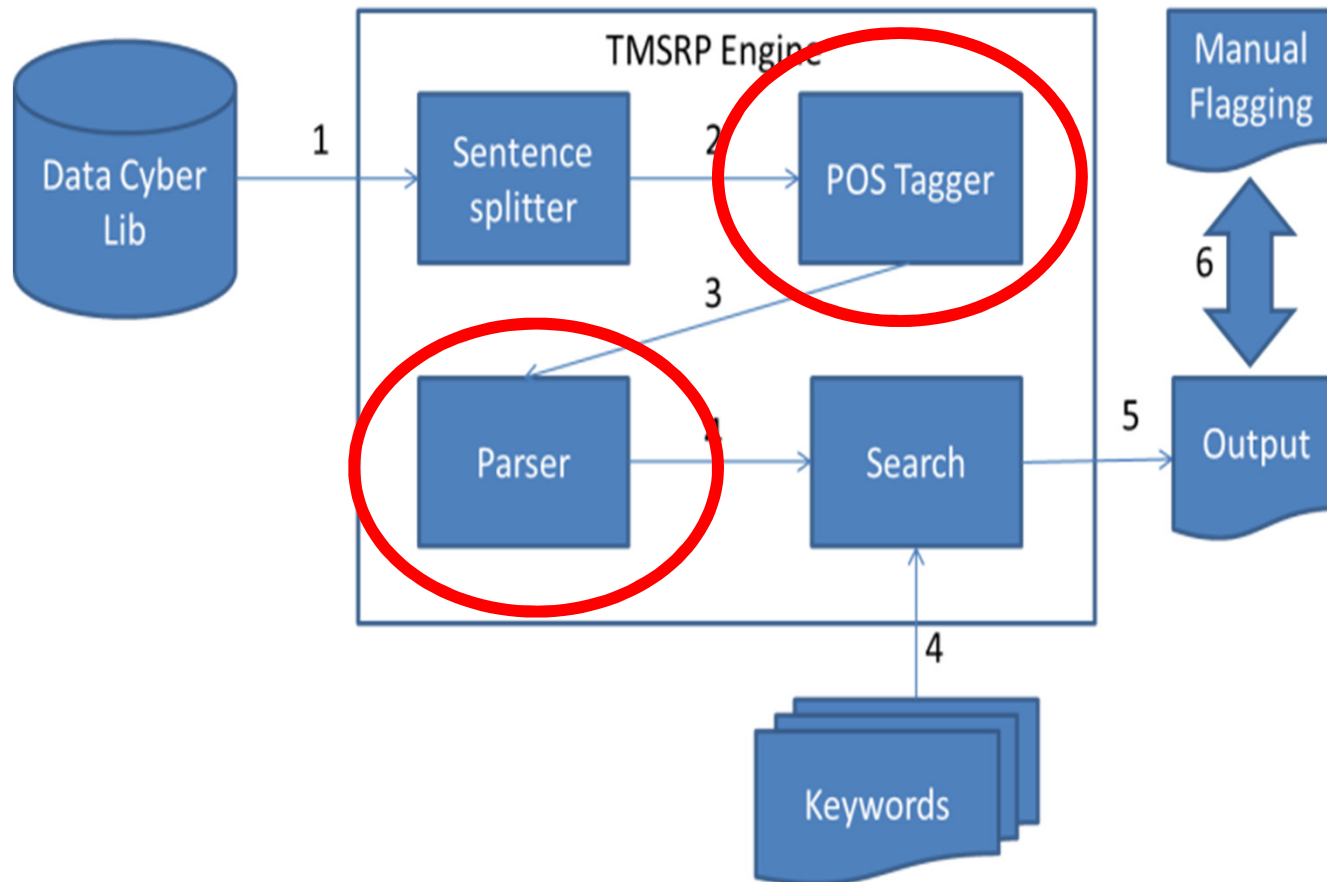 TMSRP Engine
Manual
Flagging
Data Cyber
Lib
1
Sentence
splitter
2
POS Tagger
6
3
Parser
4
Search
5
Output
4
Keywords